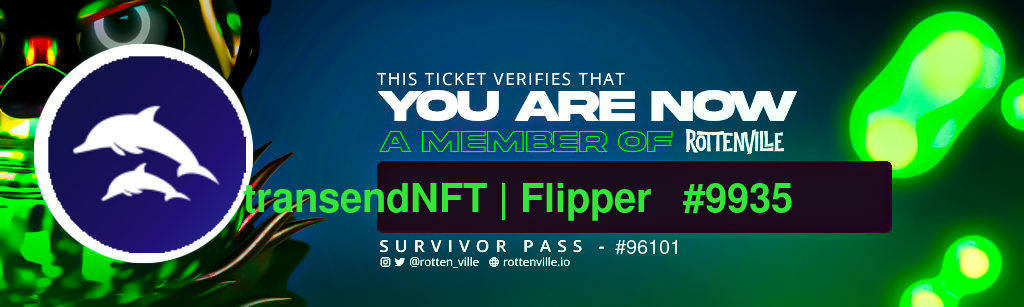 THIS TICKET VERIFIES THAT
YOU ARE NOW
A MEMBER OF ROTTENVILLE
transendNFT | Flipper #9935
SURVIVOR PASS - #96101
@rotten_ville rottenville.io